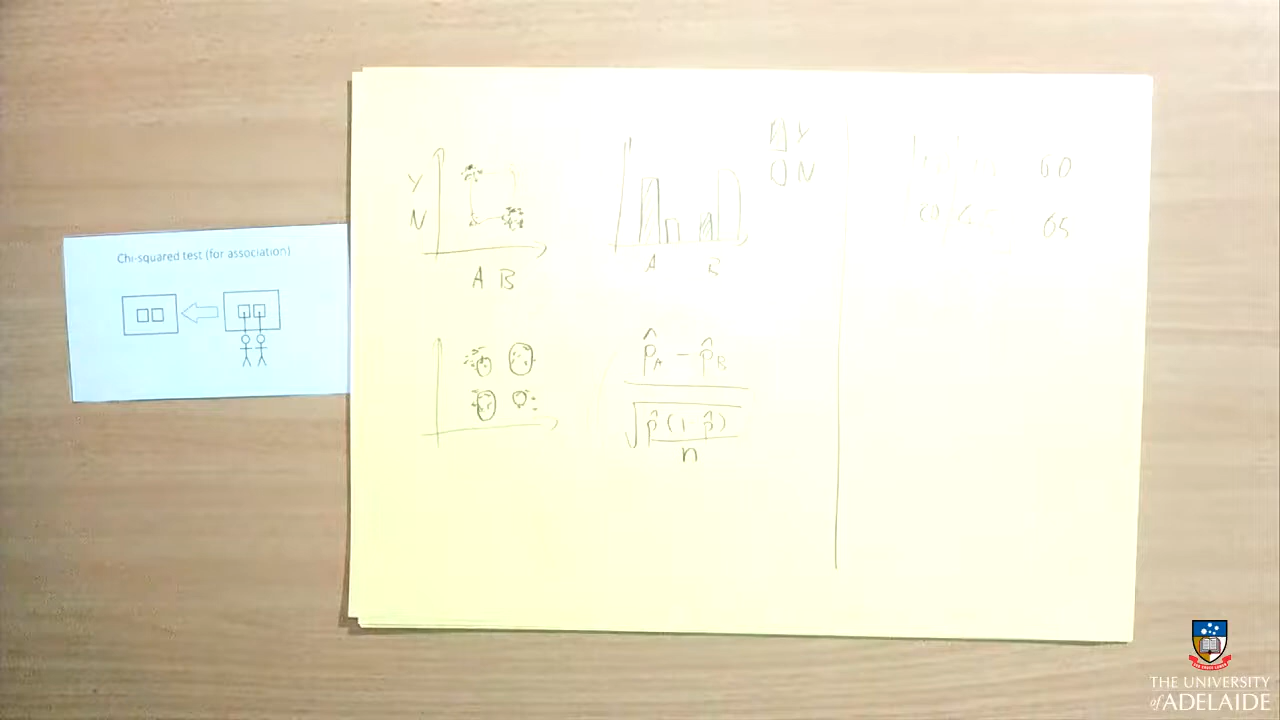 Chi-squared test (for association)
Y
N
A B
A B
Y
N
p̂A − p̂B
√ p̂(1 p̂)
n
60
65
THE UNIVERSITY
of ADELAIDE